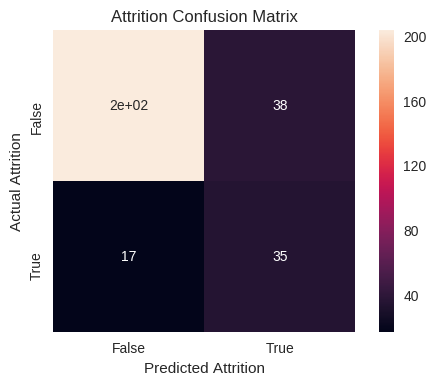 Attrition Confusion Matrix
200
False
2e+02
38
160
Actual Attrition
120
80
True
17
35
40
False
True
Predicted Attrition